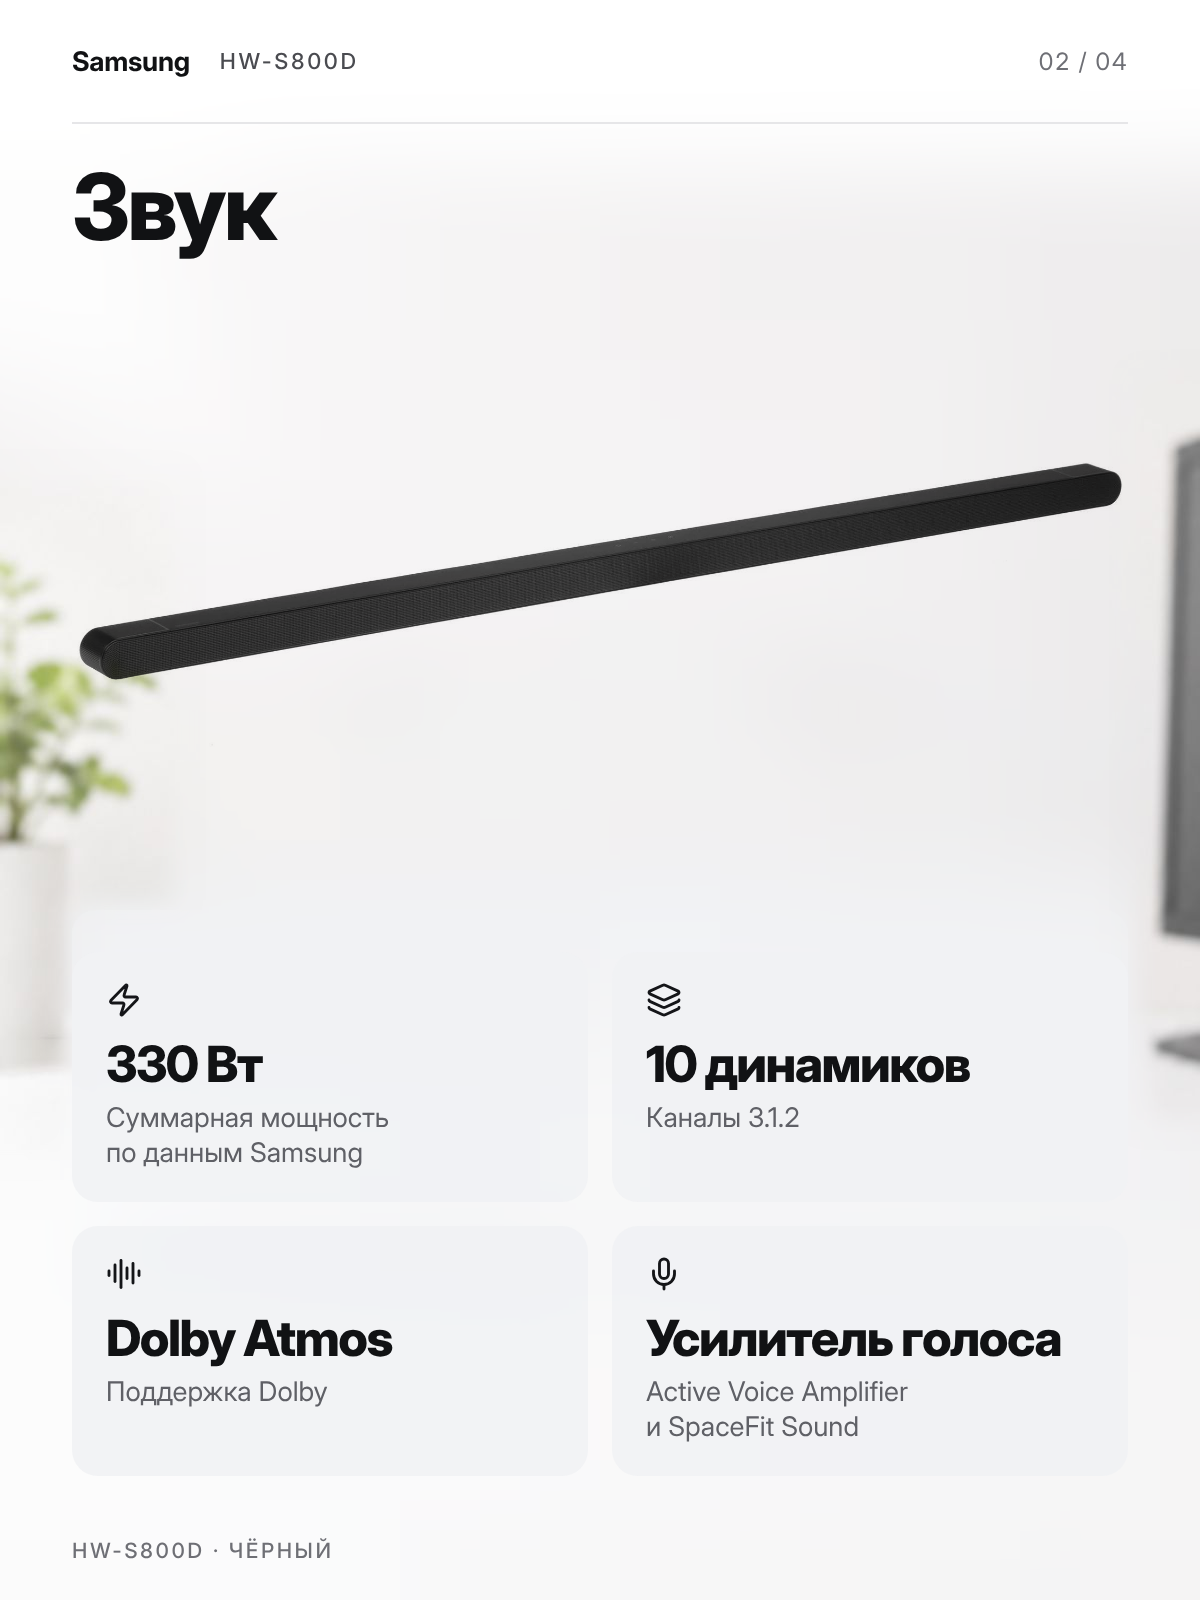 Samsung HW-S800D 02 / 04
Звук
330 Вт
Суммарная мощность
по данным Samsung
10 динамиков
Каналы 3.1.2
Dolby Atmos
Поддержка Dolby
Усилитель голоса
Active Voice Amplifier
и SpaceFit Sound
HW-S800D · ЧЁРНЫЙ